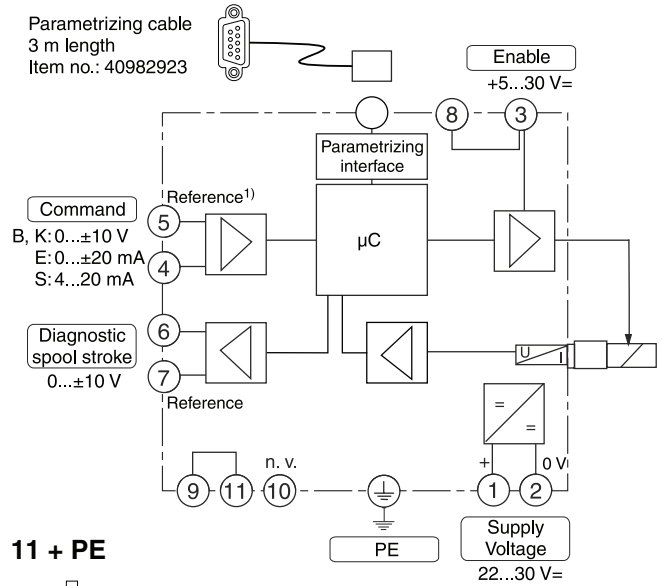 Parametrizing cable
3 m length
Item no.: 40982923
Enable
+5...30 V=
8
3
Parametrizing
interface
Reference¹⁾
Command
5
B, K: 0...±10 V
E: 0...±20 mA
S: 4...20 mA
4
µC
6
Diagnostic
spool stroke
0...±10 V
7
Reference
U
I
=
=
+
0 V
n. v.
9
11
10
1
2
PE
Supply
Voltage
22...30 V=
11 + PE